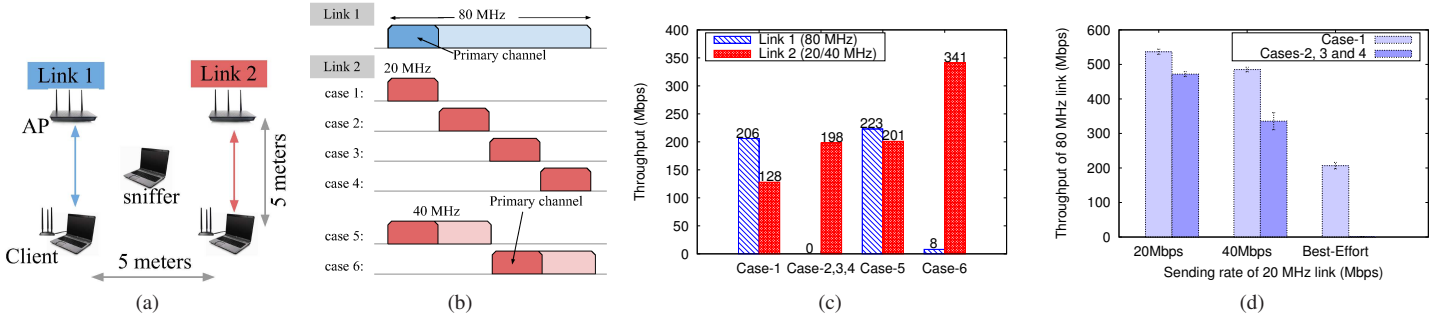 Link 1
Link 2
AP
sniffer
Client
5 meters
5 meters
(a)
Link 1
80 MHz
Primary channel
Link 2
20 MHz
case 1:
case 2:
case 3:
case 4:
40 MHz
Primary channel
case 5:
case 6:
(b)
Throughput (Mbps)
400
350
300
250
200
150
100
50
0
Link 1 (80 MHz)
Link 2 (20/40 MHz)
206
128
0
198
223
201
8
341
Case-1
Case-2,3,4
Case-5
Case-6
(c)
Throughput of 80 MHz link (Mbps)
600
500
400
300
200
100
0
Case-1
Cases-2, 3 and 4
20Mbps
40Mbps
Best-Effort
Sending rate of 20 MHz link (Mbps)
(d)